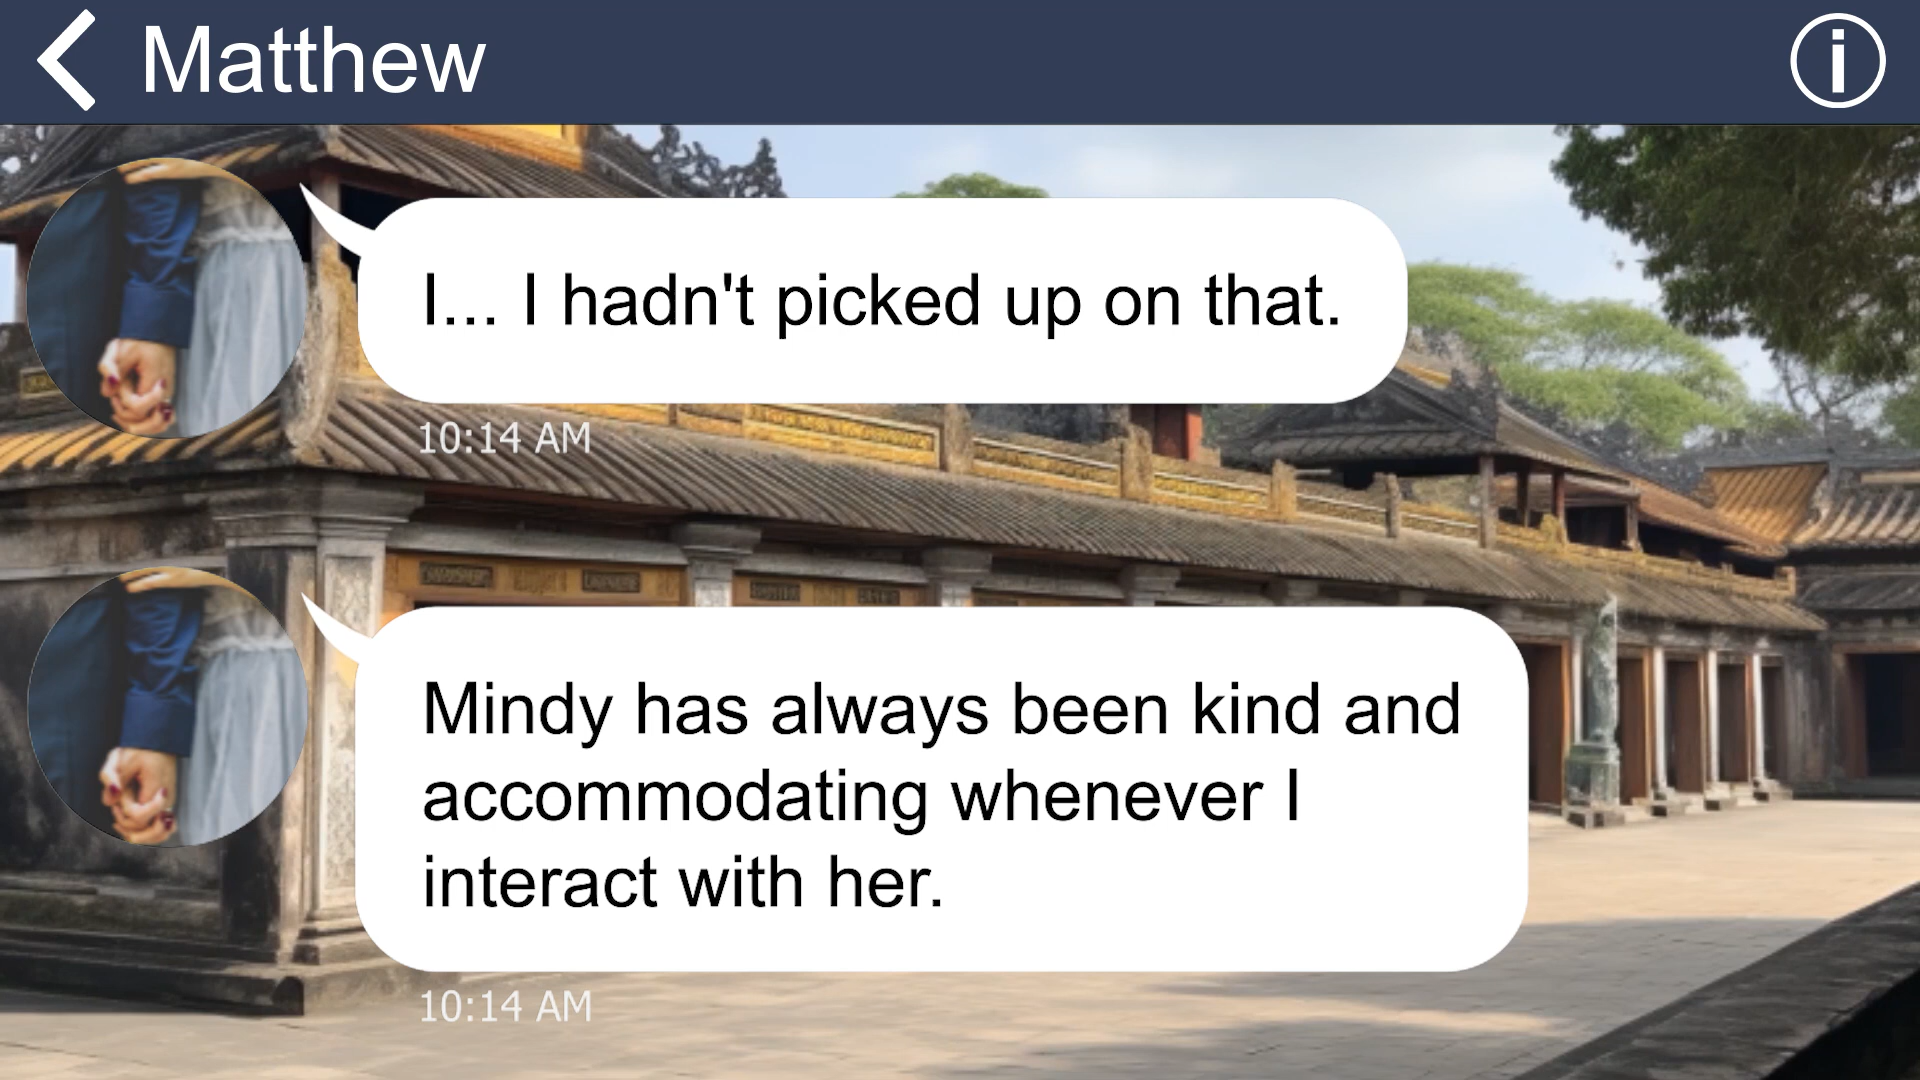 Matthew
I... I hadn't picked up on that.
10:14 AM
Mindy has always been kind and
accommodating whenever I
interact with her.
10:14 AM